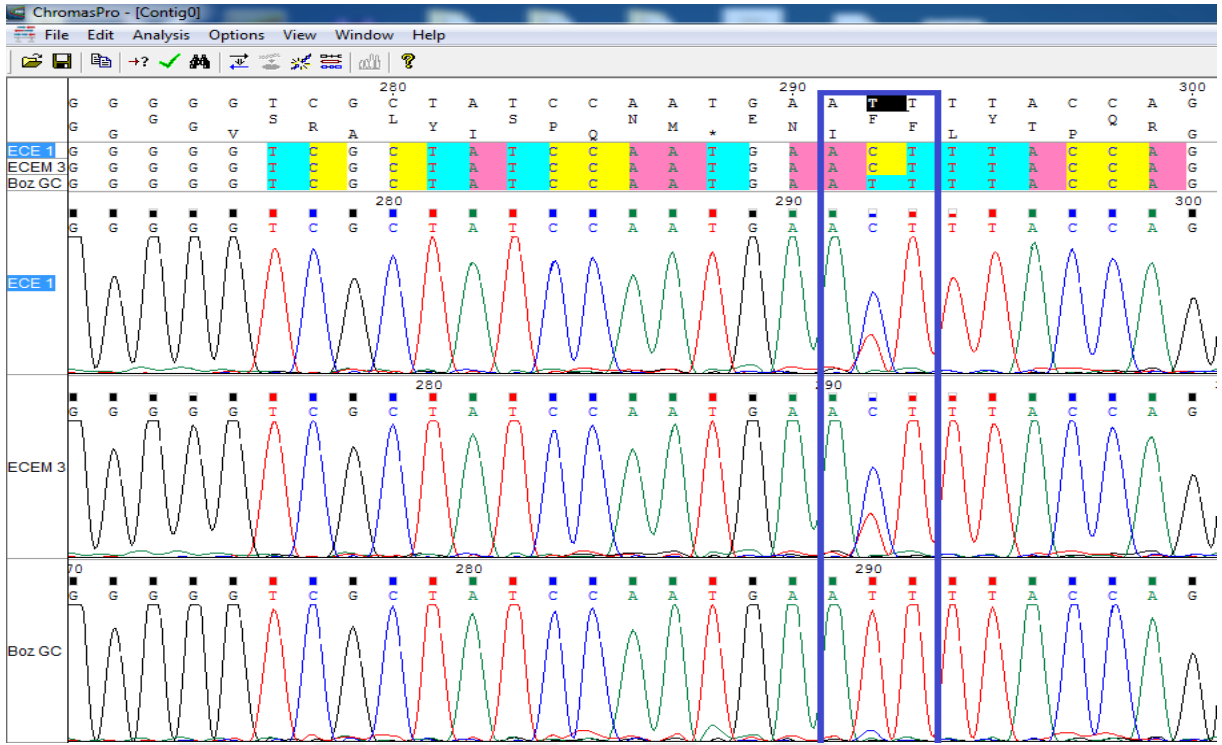 ChromasPro - [Contig0]
File Edit Analysis Options View Window Help
280 290 300
G G G G G T C G C T A T C C A A T G A A T T T T A C C A G
G S L S N E F Y Q
G G R Y P M N F T R
G V A I Q * I L P G
ECE 1 G G G G G T C G C T A T C C A A T G A A C T T T A C C A G
ECEM 3 G G G G G T C G C T A T C C A A T G A A C T T T A C C A G
Boz GC G G G G G T C G C T A T C C A A T G A A T T T T A C C A G
280 290 300
G G G G G T C G C T A T C C A A T G A A C T T T A C C A G
ECE 1
280 290
G G G G G T C G C T A T C C A A T G A A C T T T A C C A G
ECEM 3
70 280 290
G G G G G T C G C T A T C C A A T G A A T T T T A C C A G
Boz GC